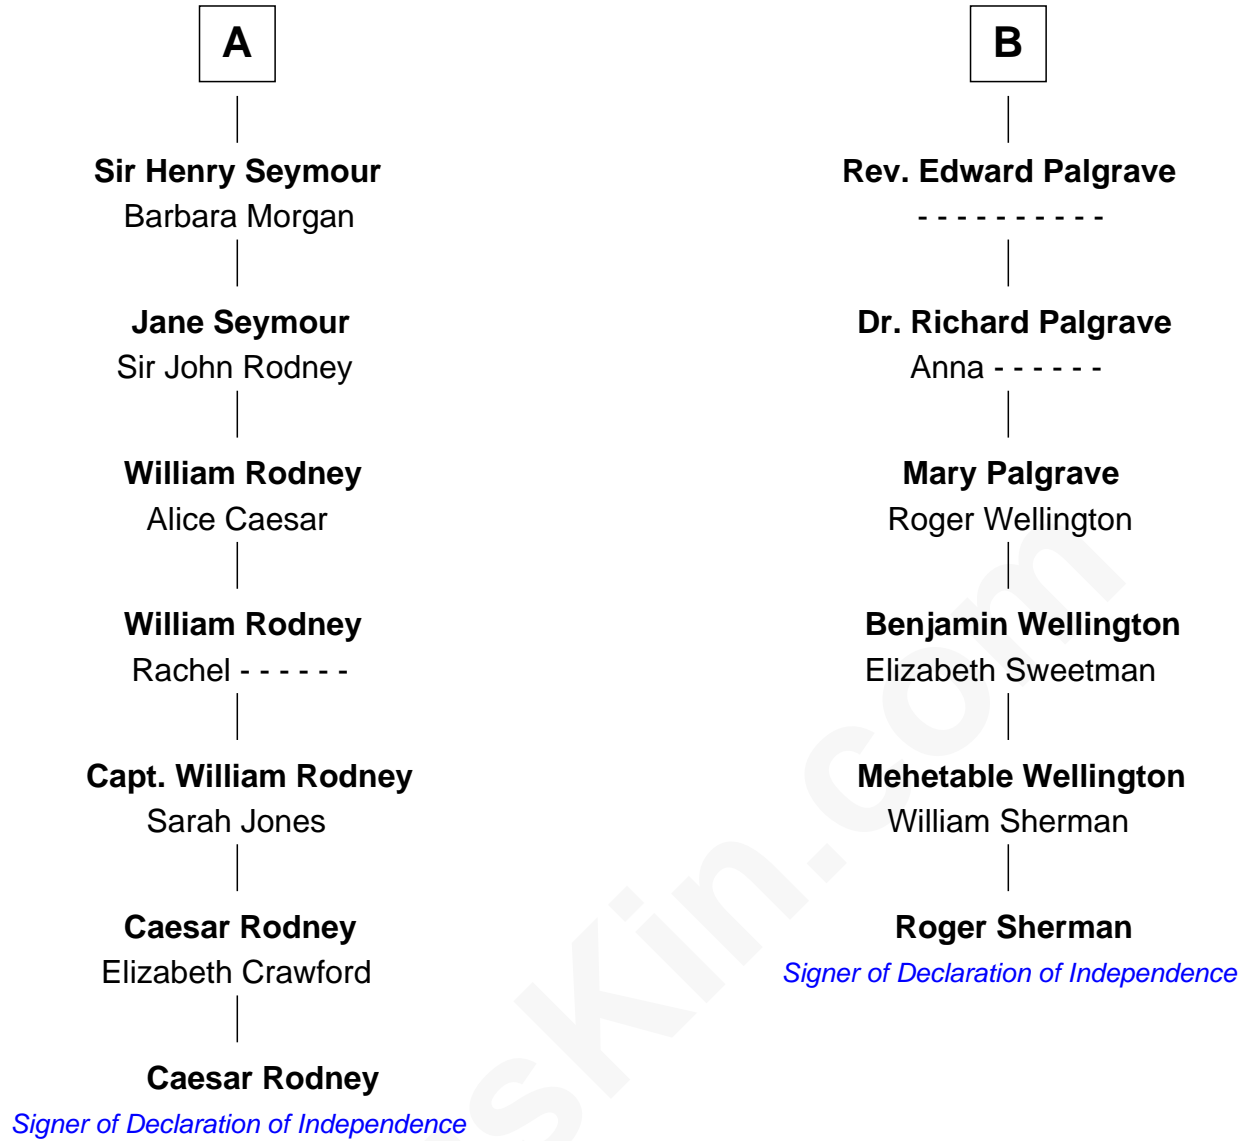 A
Sir Henry Seymour
Barbara Morgan
Jane Seymour
Sir John Rodney
William Rodney
Alice Caesar
William Rodney
Rachel - - - - - -
Capt. William Rodney
Sarah Jones
Caesar Rodney
Elizabeth Crawford
Caesar Rodney
Signer of Declaration of Independence
B
Rev. Edward Palgrave
- - - - - - - - - -
Dr. Richard Palgrave
Anna - - - - - -
Mary Palgrave
Roger Wellington
Benjamin Wellington
Elizabeth Sweetman
Mehetable Wellington
William Sherman
Roger Sherman
Signer of Declaration of Independence
sKin.com